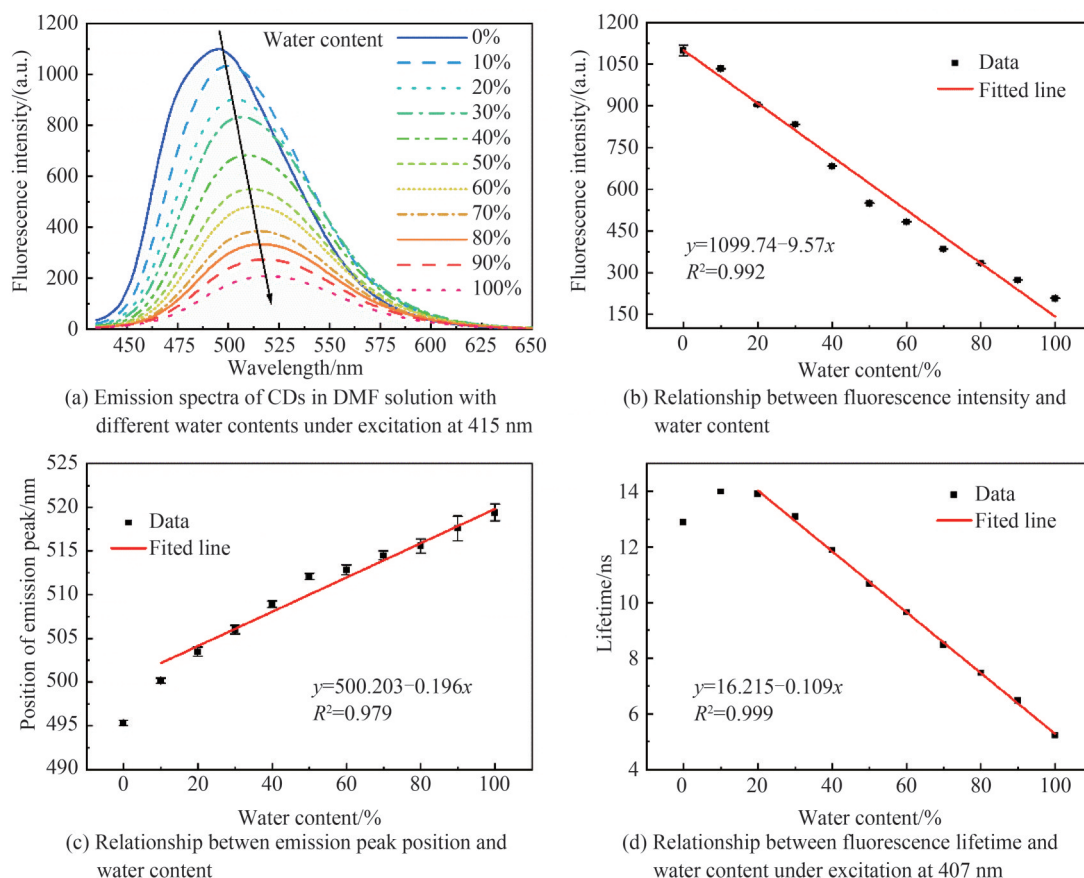 1200
1000
800
600
400
200
0
Fluorescence intensity/(a.u.)
Water content
0%
10%
20%
30%
40%
50%
60%
70%
80%
90%
100%
450 475 500 525 550 575 600 625 650
Wavelength/nm
(a) Emission spectra of CDs in DMF solution with
different water contents under excitation at 415 nm
1200
1050
900
750
600
450
300
150
Fluorescence intensity/(a.u.)
Data
Fitted line
y=1099.74−9.57x
R²=0.992
0 20 40 60 80 100
Water content/%
(b) Relationship between fluorescence intensity and
water content
525
520
515
510
505
500
495
490
Position of emission peak/nm
Data
Fited line
y=500.203−0.196x
R²=0.979
0 20 40 60 80 100
Water content/%
(c) Relationship betwen emission peak position and
water content
14
12
10
8
6
4
Lifetime/ns
Data
Fitted line
y=16.215−0.109x
R²=0.999
0 20 40 60 80 100
Water content/%
(d) Relationship between fluorescence lifetime and
water content under excitation at 407 nm